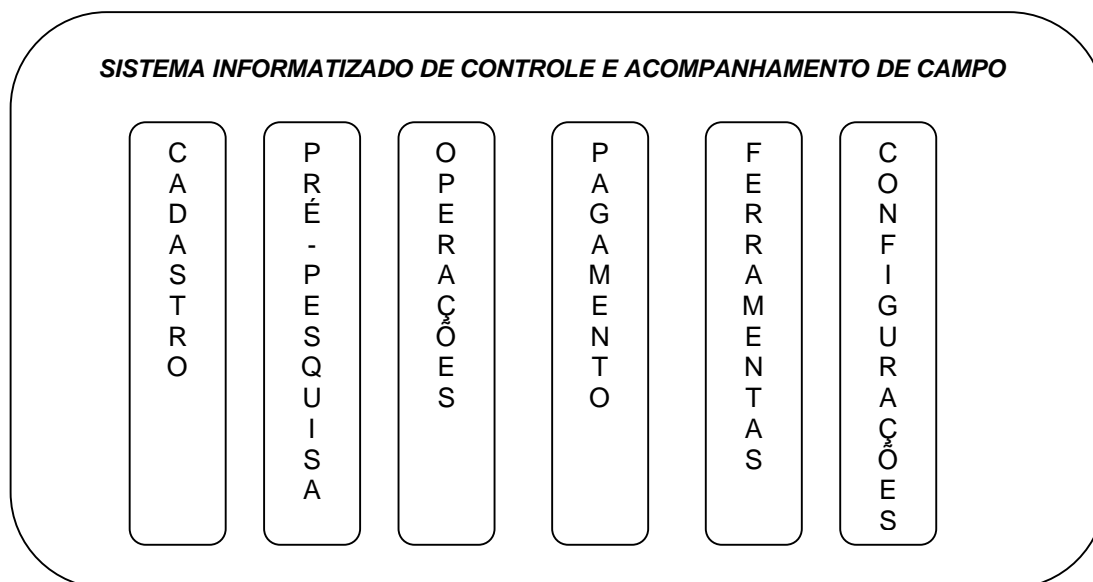 SISTEMA INFORMATIZADO DE CONTROLE E ACOMPANHAMENTO DE CAMPO
CADASTRO
PRÉ-PESQUISA
OPERAÇÕES
PAGAMENTO
FERRAMENTAS
CONFIGURAÇÕES